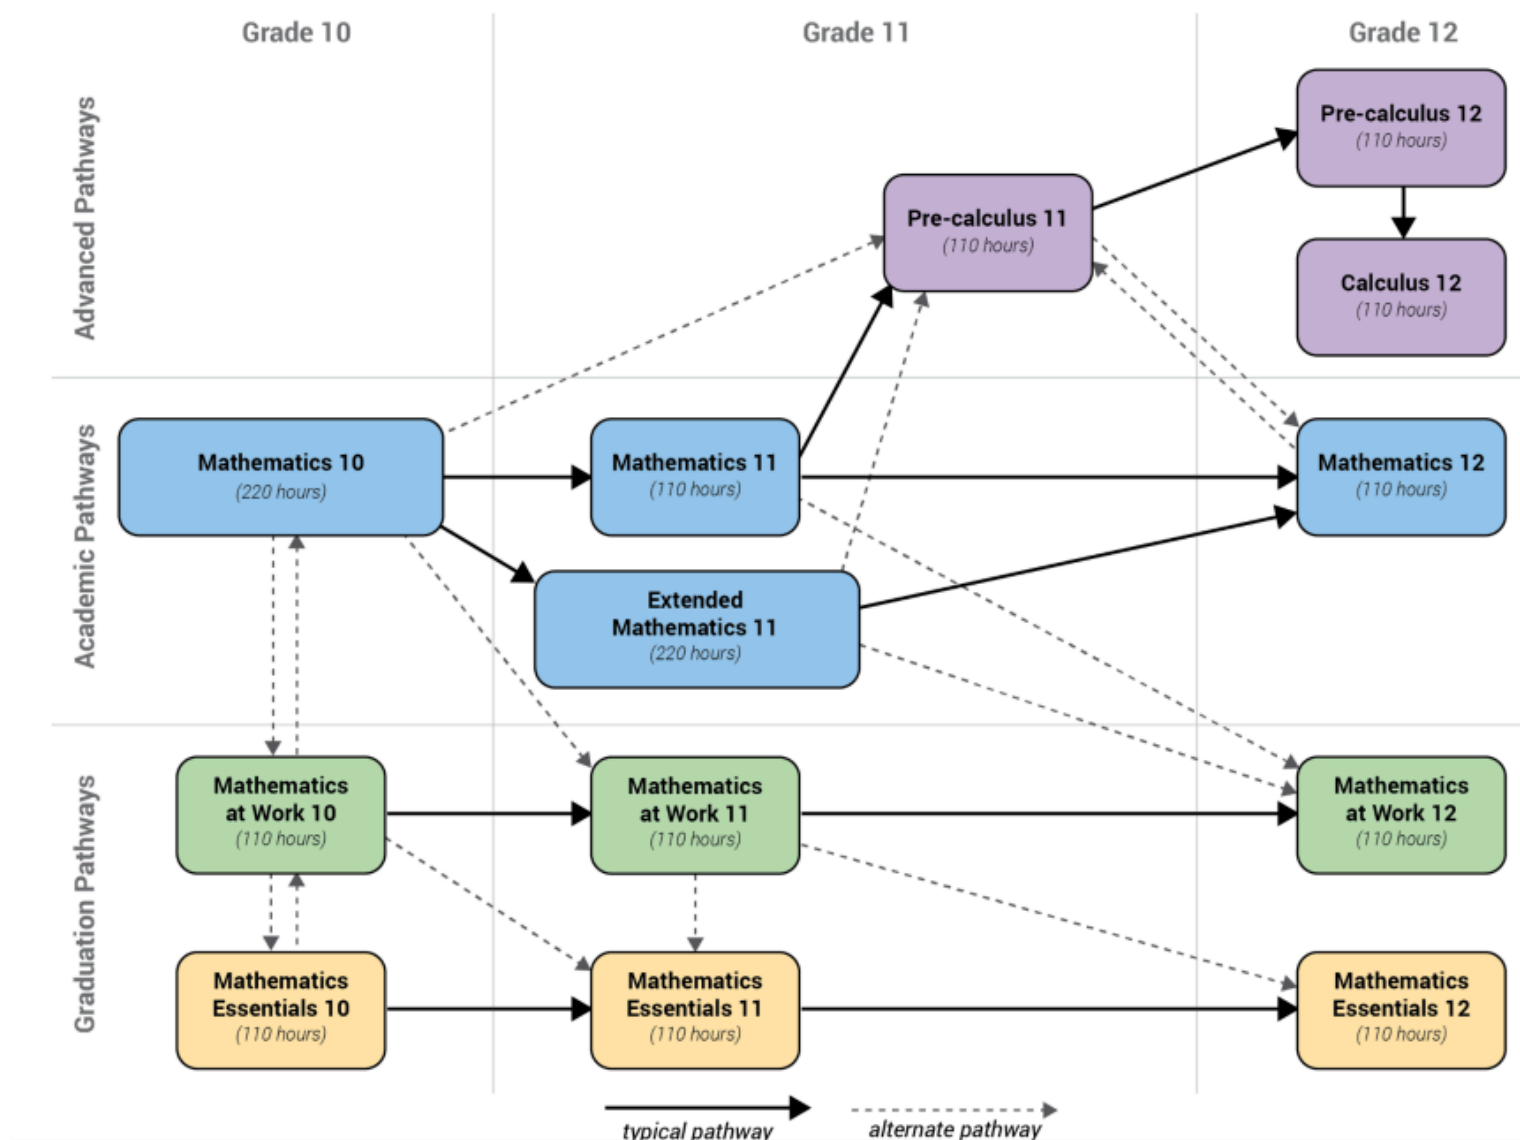 Grade 10
Grade 11
Grade 12
Advanced Pathways
Pre-calculus 12
(110 hours)
Pre-calculus 11
(110 hours)
Calculus 12
(110 hours)
Academic Pathways
Mathematics 10
(220 hours)
Mathematics 11
(110 hours)
Mathematics 12
(110 hours)
Extended
Mathematics 11
(220 hours)
Graduation Pathways
Mathematics
at Work 10
(110 hours)
Mathematics
at Work 11
(110 hours)
Mathematics
at Work 12
(110 hours)
Mathematics
Essentials 10
(110 hours)
Mathematics
Essentials 11
(110 hours)
Mathematics
Essentials 12
(110 hours)
typical pathway
alternate pathway